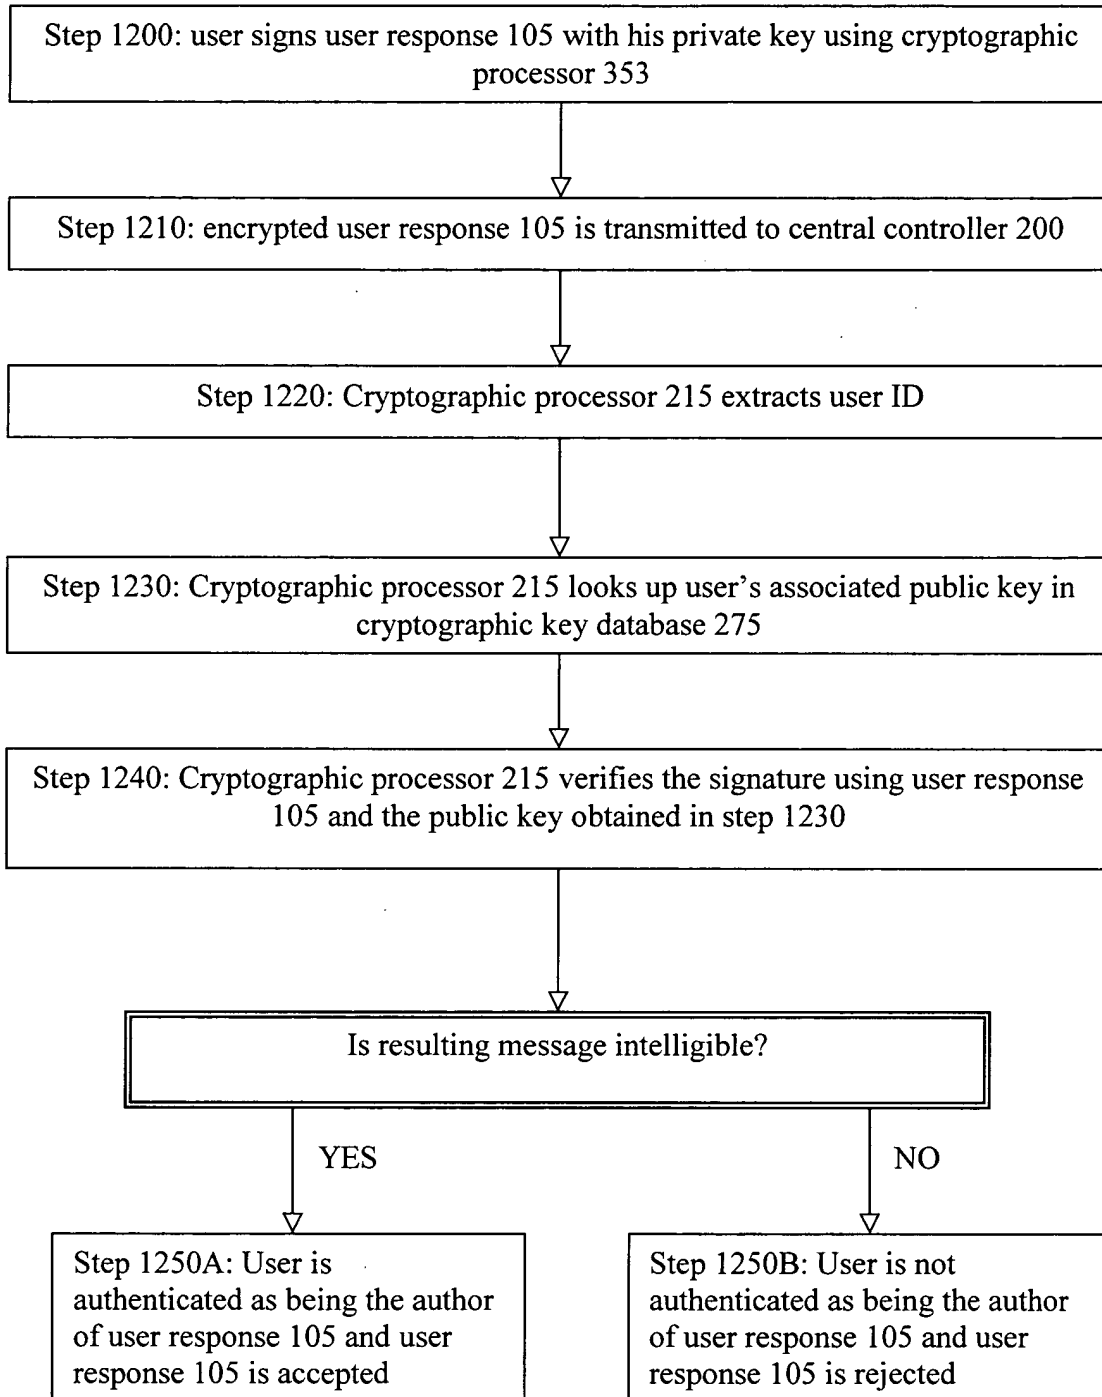 Step 1200: user signs user response 105 with his private key using cryptographic
processor 353
Step 1210: encrypted user response 105 is transmitted to central controller 200
Step 1220: Cryptographic processor 215 extracts user ID
Step 1230: Cryptographic processor 215 looks up user’s associated public key in
cryptographic key database 275
Step 1240: Cryptographic processor 215 verifies the signature using user response
105 and the public key obtained in step 1230
Is resulting message intelligible?
YES
NO
Step 1250A: User is
authenticated as being the author
of user response 105 and user
response 105 is accepted
Step 1250B: User is not
authenticated as being the author
of user response 105 and user
response 105 is rejected